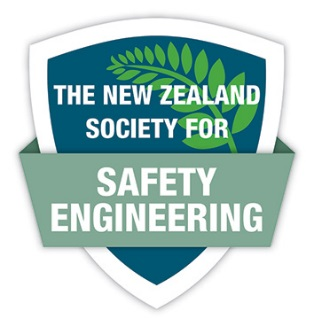 THE NEW ZEALAND
SOCIETY FOR
SAFETY
ENGINEERING